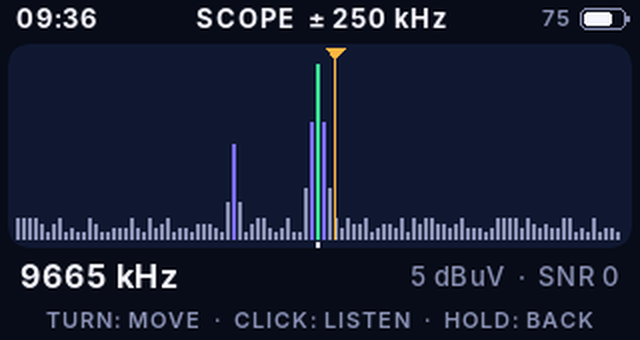 09:36 SCOPE ±250 kHz 75
9665 kHz 5 dBuV · SNR 0
TURN: MOVE · CLICK: LISTEN · HOLD: BACK